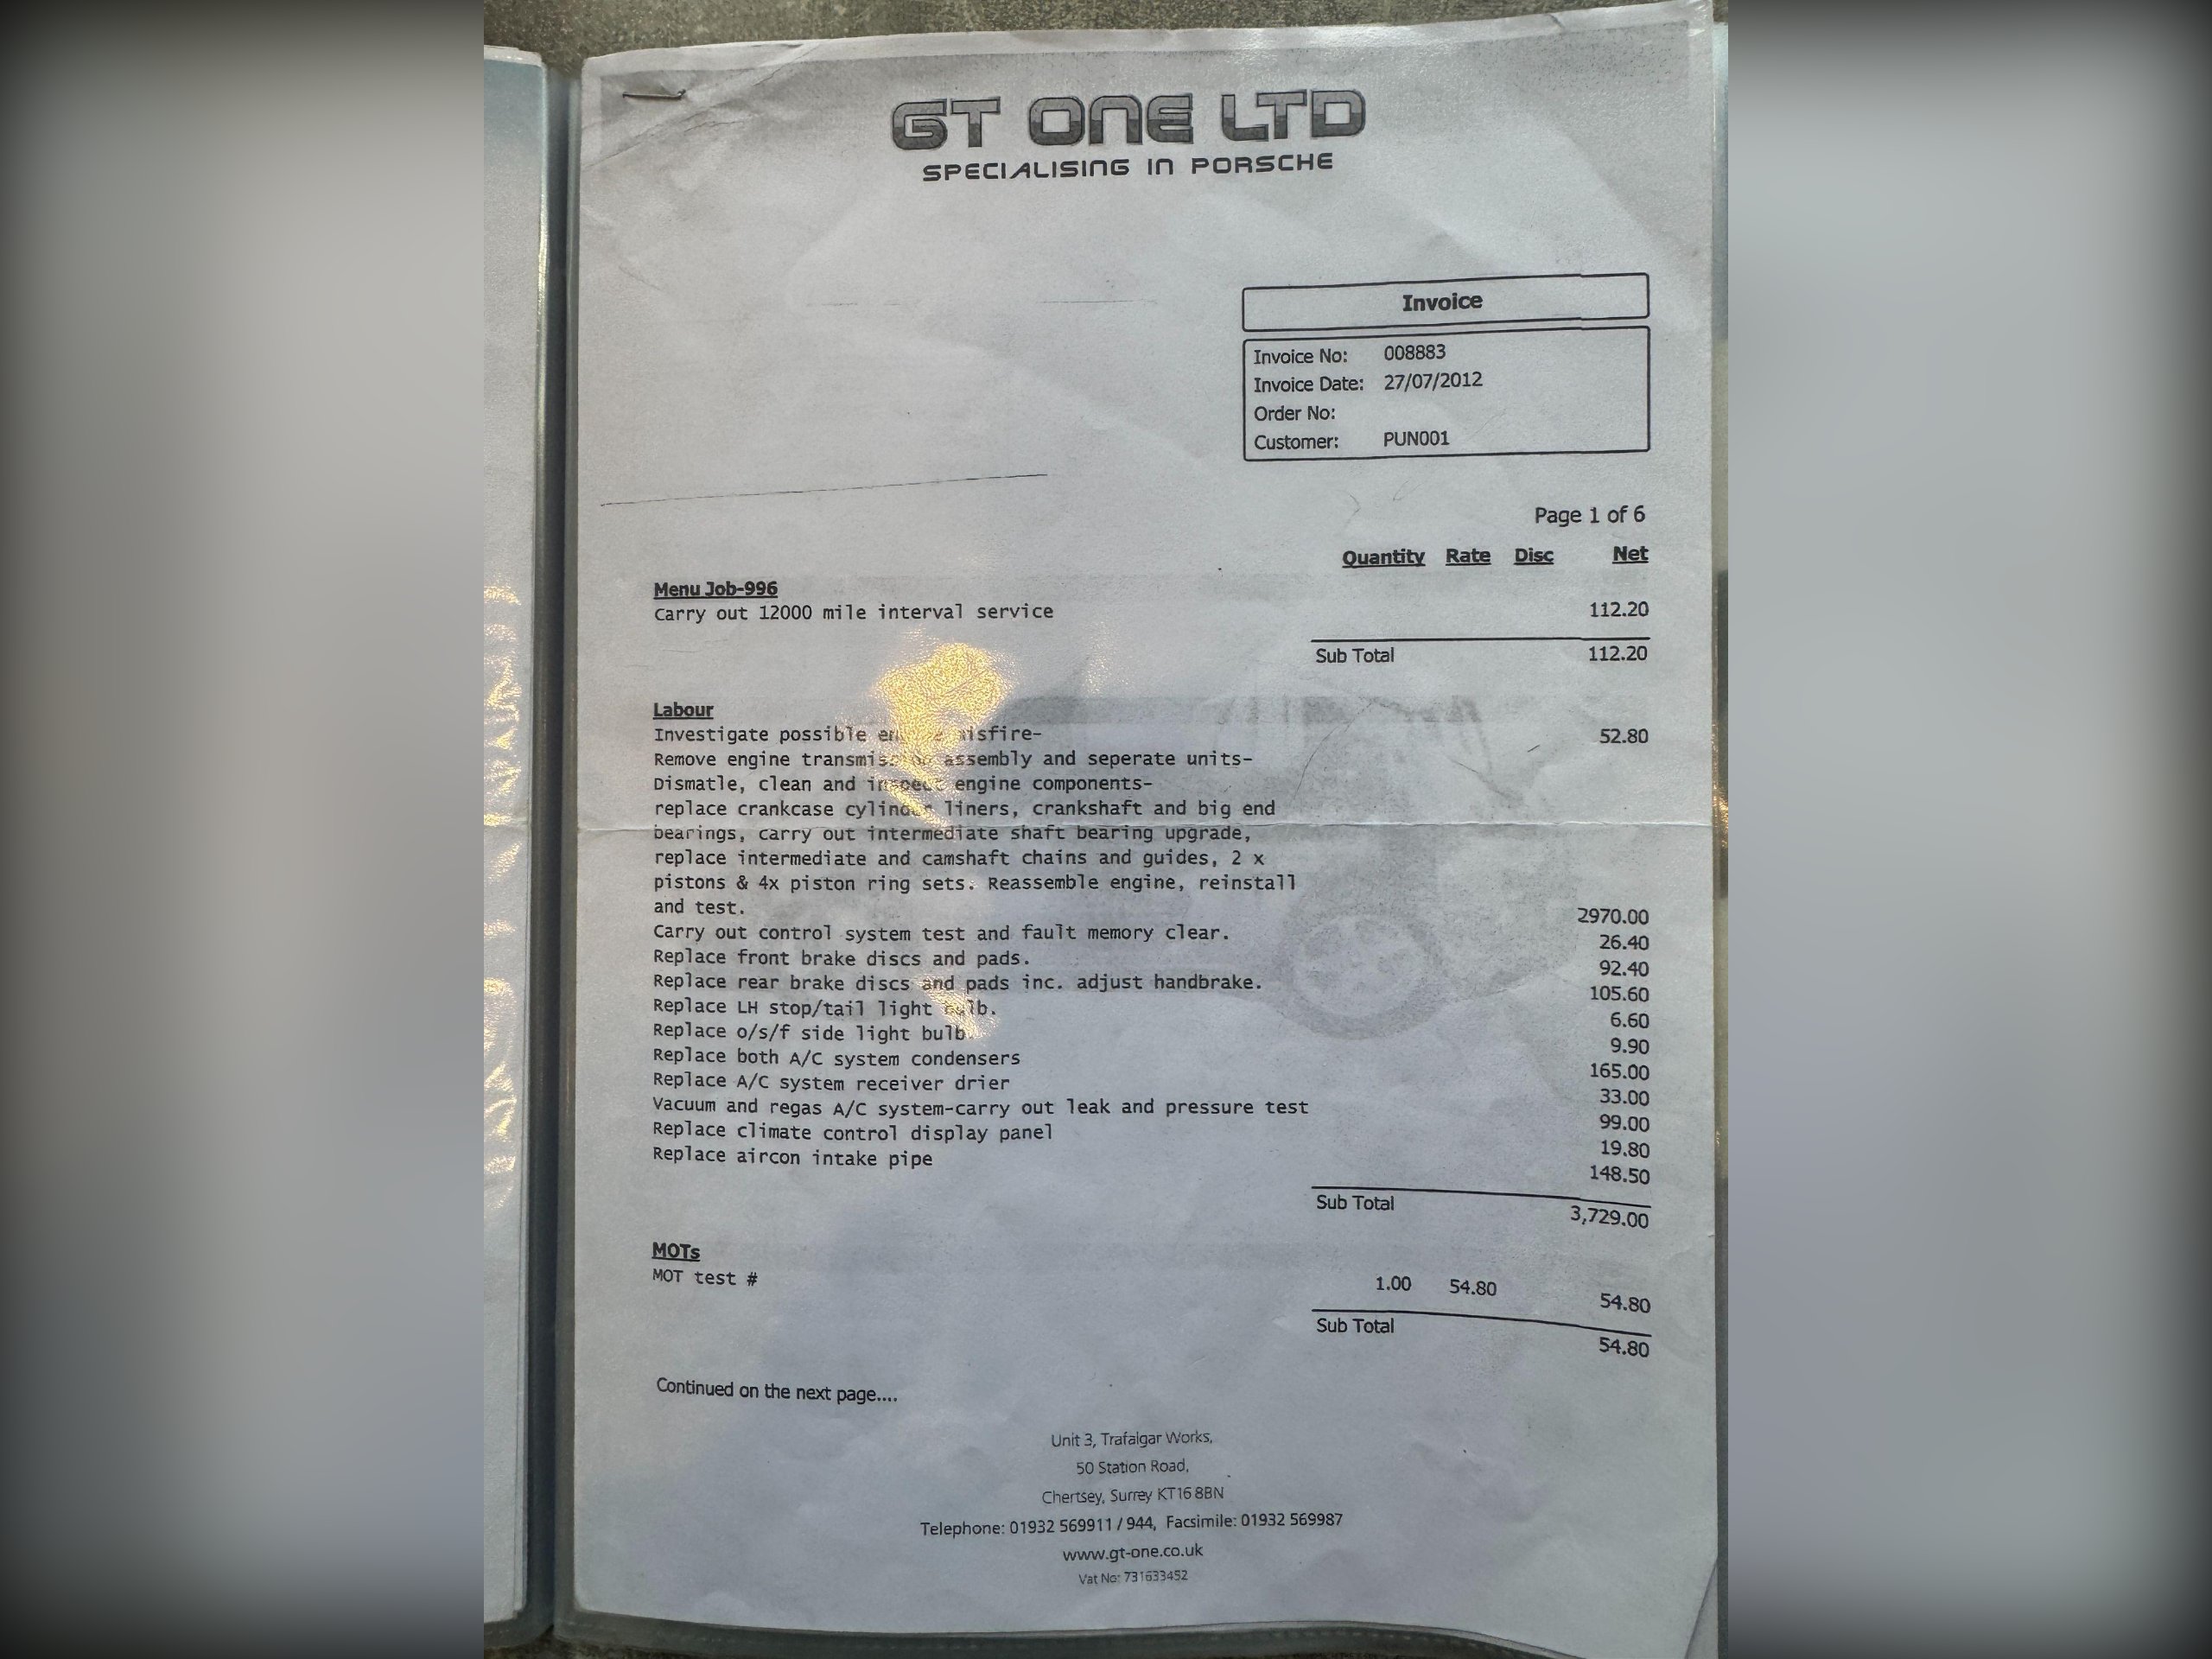 GT ONE LTD
SPECIALISING IN PORSCHE
Invoice
Invoice No: 008883
Invoice Date: 27/07/2012
Order No:
Customer: PUN001
Page 1 of 6
Quantity Rate Disc Net
Menu Job-996
Carry out 12000 mile interval service 112.20
Sub Total 112.20
Labour
Investigate possible misfire- 52.80
Remove engine transmission assembly and seperate units-
Dismatle, clean and inspect engine components-
replace crankcase cylinder liners, crankshaft and big end
bearings, carry out intermediate shaft bearing upgrade,
replace intermediate and camshaft chains and guides, 2 x
pistons & 4x piston ring sets. Reassemble engine, reinstall
and test. 2970.00
Carry out control system test and fault memory clear. 26.40
Replace front brake discs and pads. 92.40
Replace rear brake discs and pads inc. adjust handbrake. 105.60
Replace LH stop/tail light bulb. 6.60
Replace o/s/f side light bulb 9.90
Replace both A/C system condensers 165.00
Replace A/C system receiver drier 33.00
Vacuum and regas A/C system-carry out leak and pressure test 99.00
Replace climate control display panel 19.80
Replace aircon intake pipe 148.50
Sub Total 3,729.00
MOTs
MOT test # 1.00 54.80 54.80
Sub Total 54.80
Continued on the next page....
Unit 3, Trafalgar Works,
50 Station Road,
Chertsey, Surrey KT16 8BN
Telephone: 01932 569911 / 944, Facsimile: 01932 569987
www.gt-one.co.uk
Vat No: 731633452